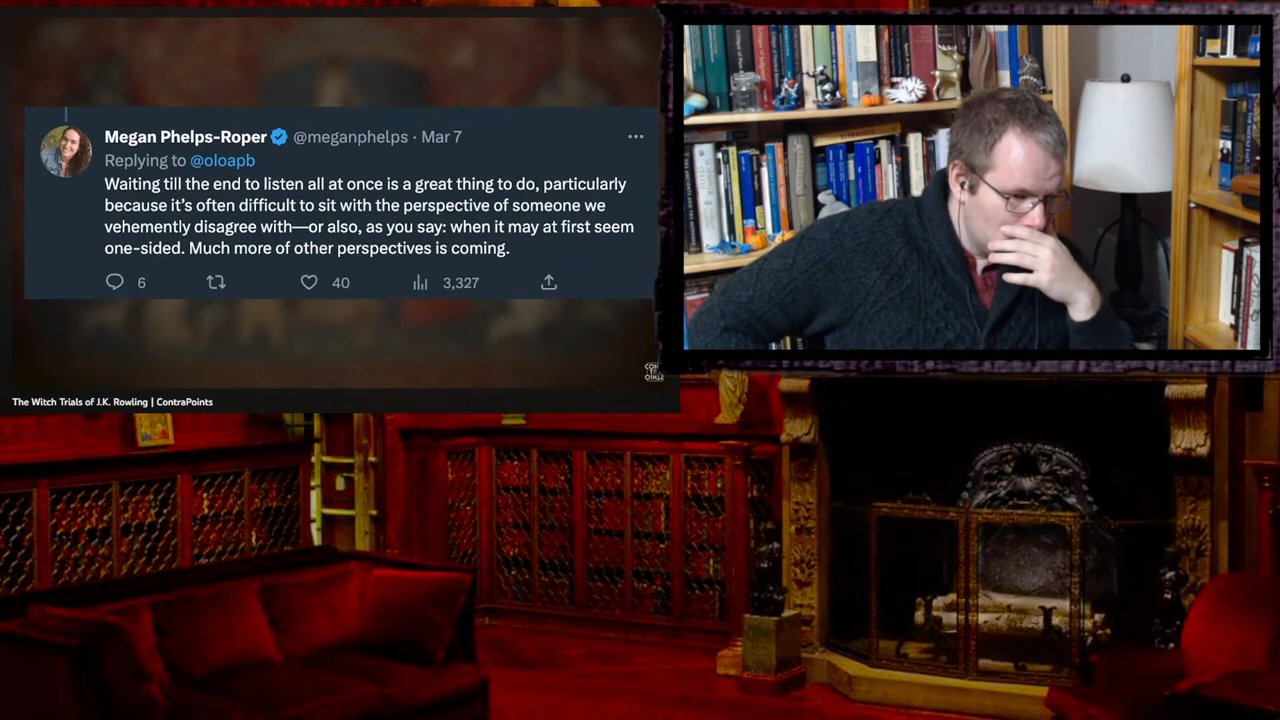 Megan Phelps-Roper @meganphelps · Mar 7
Replying to @oloapb
Waiting till the end to listen all at once is a great thing to do, particularly
because it’s often difficult to sit with the perspective of someone we
vehemently disagree with—or also, as you say: when it may at first seem
one-sided. Much more of other perspectives is coming.
6 40 3,327
The Witch Trials of J.K. Rowling | ContraPoints